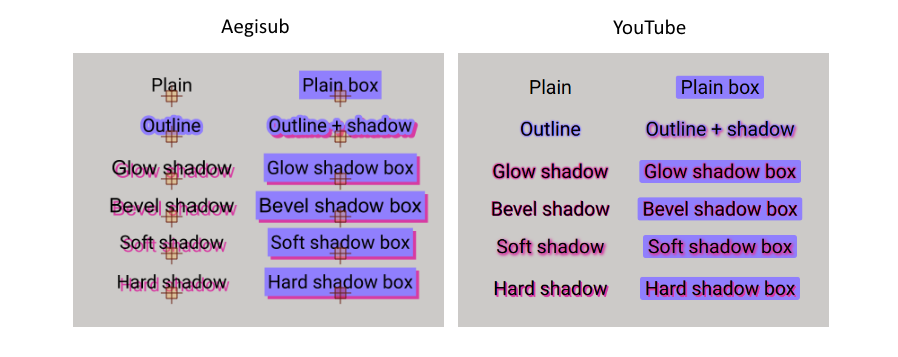 Aegisub
YouTube
Plain
Plain box
Outline
Outline + shadow
Glow shadow
Glow shadow box
Bevel shadow
Bevel shadow box
Soft shadow
Soft shadow box
Hard shadow
Hard shadow box
Plain
Plain box
Outline
Outline + shadow
Glow shadow
Glow shadow box
Bevel shadow
Bevel shadow box
Soft shadow
Soft shadow box
Hard shadow
Hard shadow box